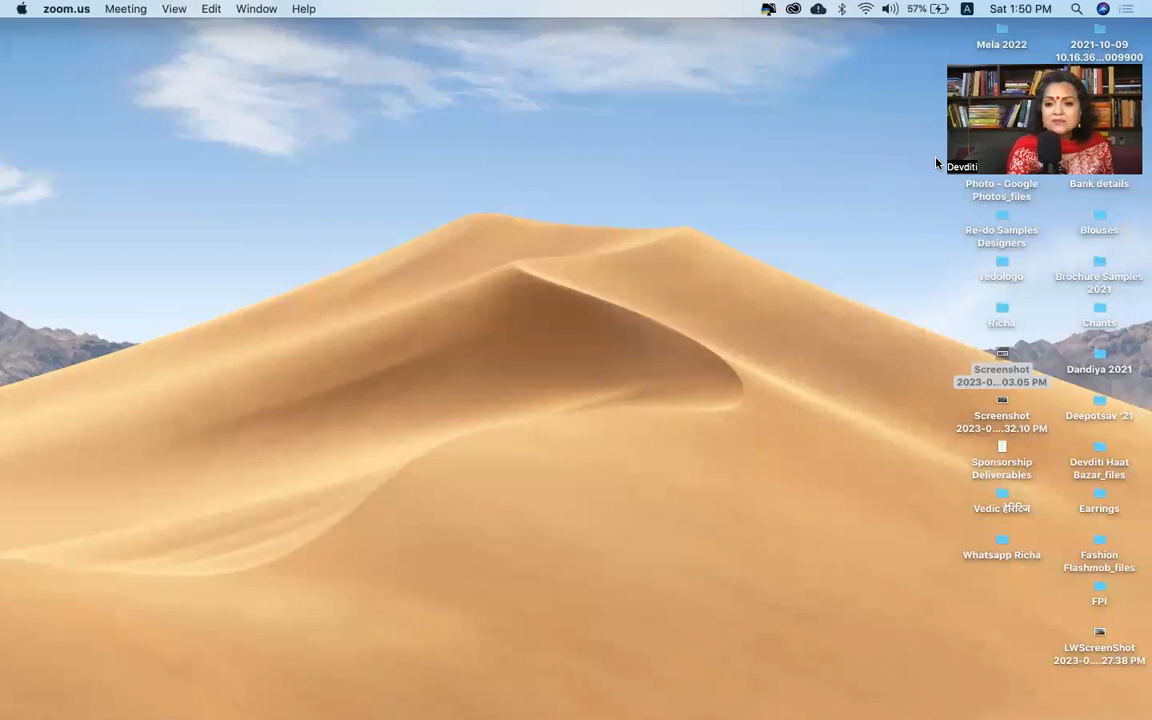 zoom.us Meeting View Edit Window Help 57% A Sat 1:50 PM
Mela 2022
2021-10-09
10.16.36...009900
Devditi
Photo - Google
Photos_files
Bank details
Re-do Samples
Designers
Blouses
redologo
Brochure Samples
2021
Richa
Chants
Screenshot
2023-0...03.05 PM
Dandiya 2021
Screenshot
2023-0....32.10 PM
Deepotsav '21
Sponsorship
Deliverables
Devditi Haat
Bazar_files
Vedic हेरिटेज
Earrings
Whatsapp Richa
Fashion
Flashmob_files
FPI
LWScreenShot
2023-0....27.38 PM